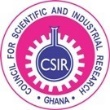 COUNCIL FOR SCIENTIFIC AND INDUSTRIAL RESEARCH
CSIR
• GHANA •